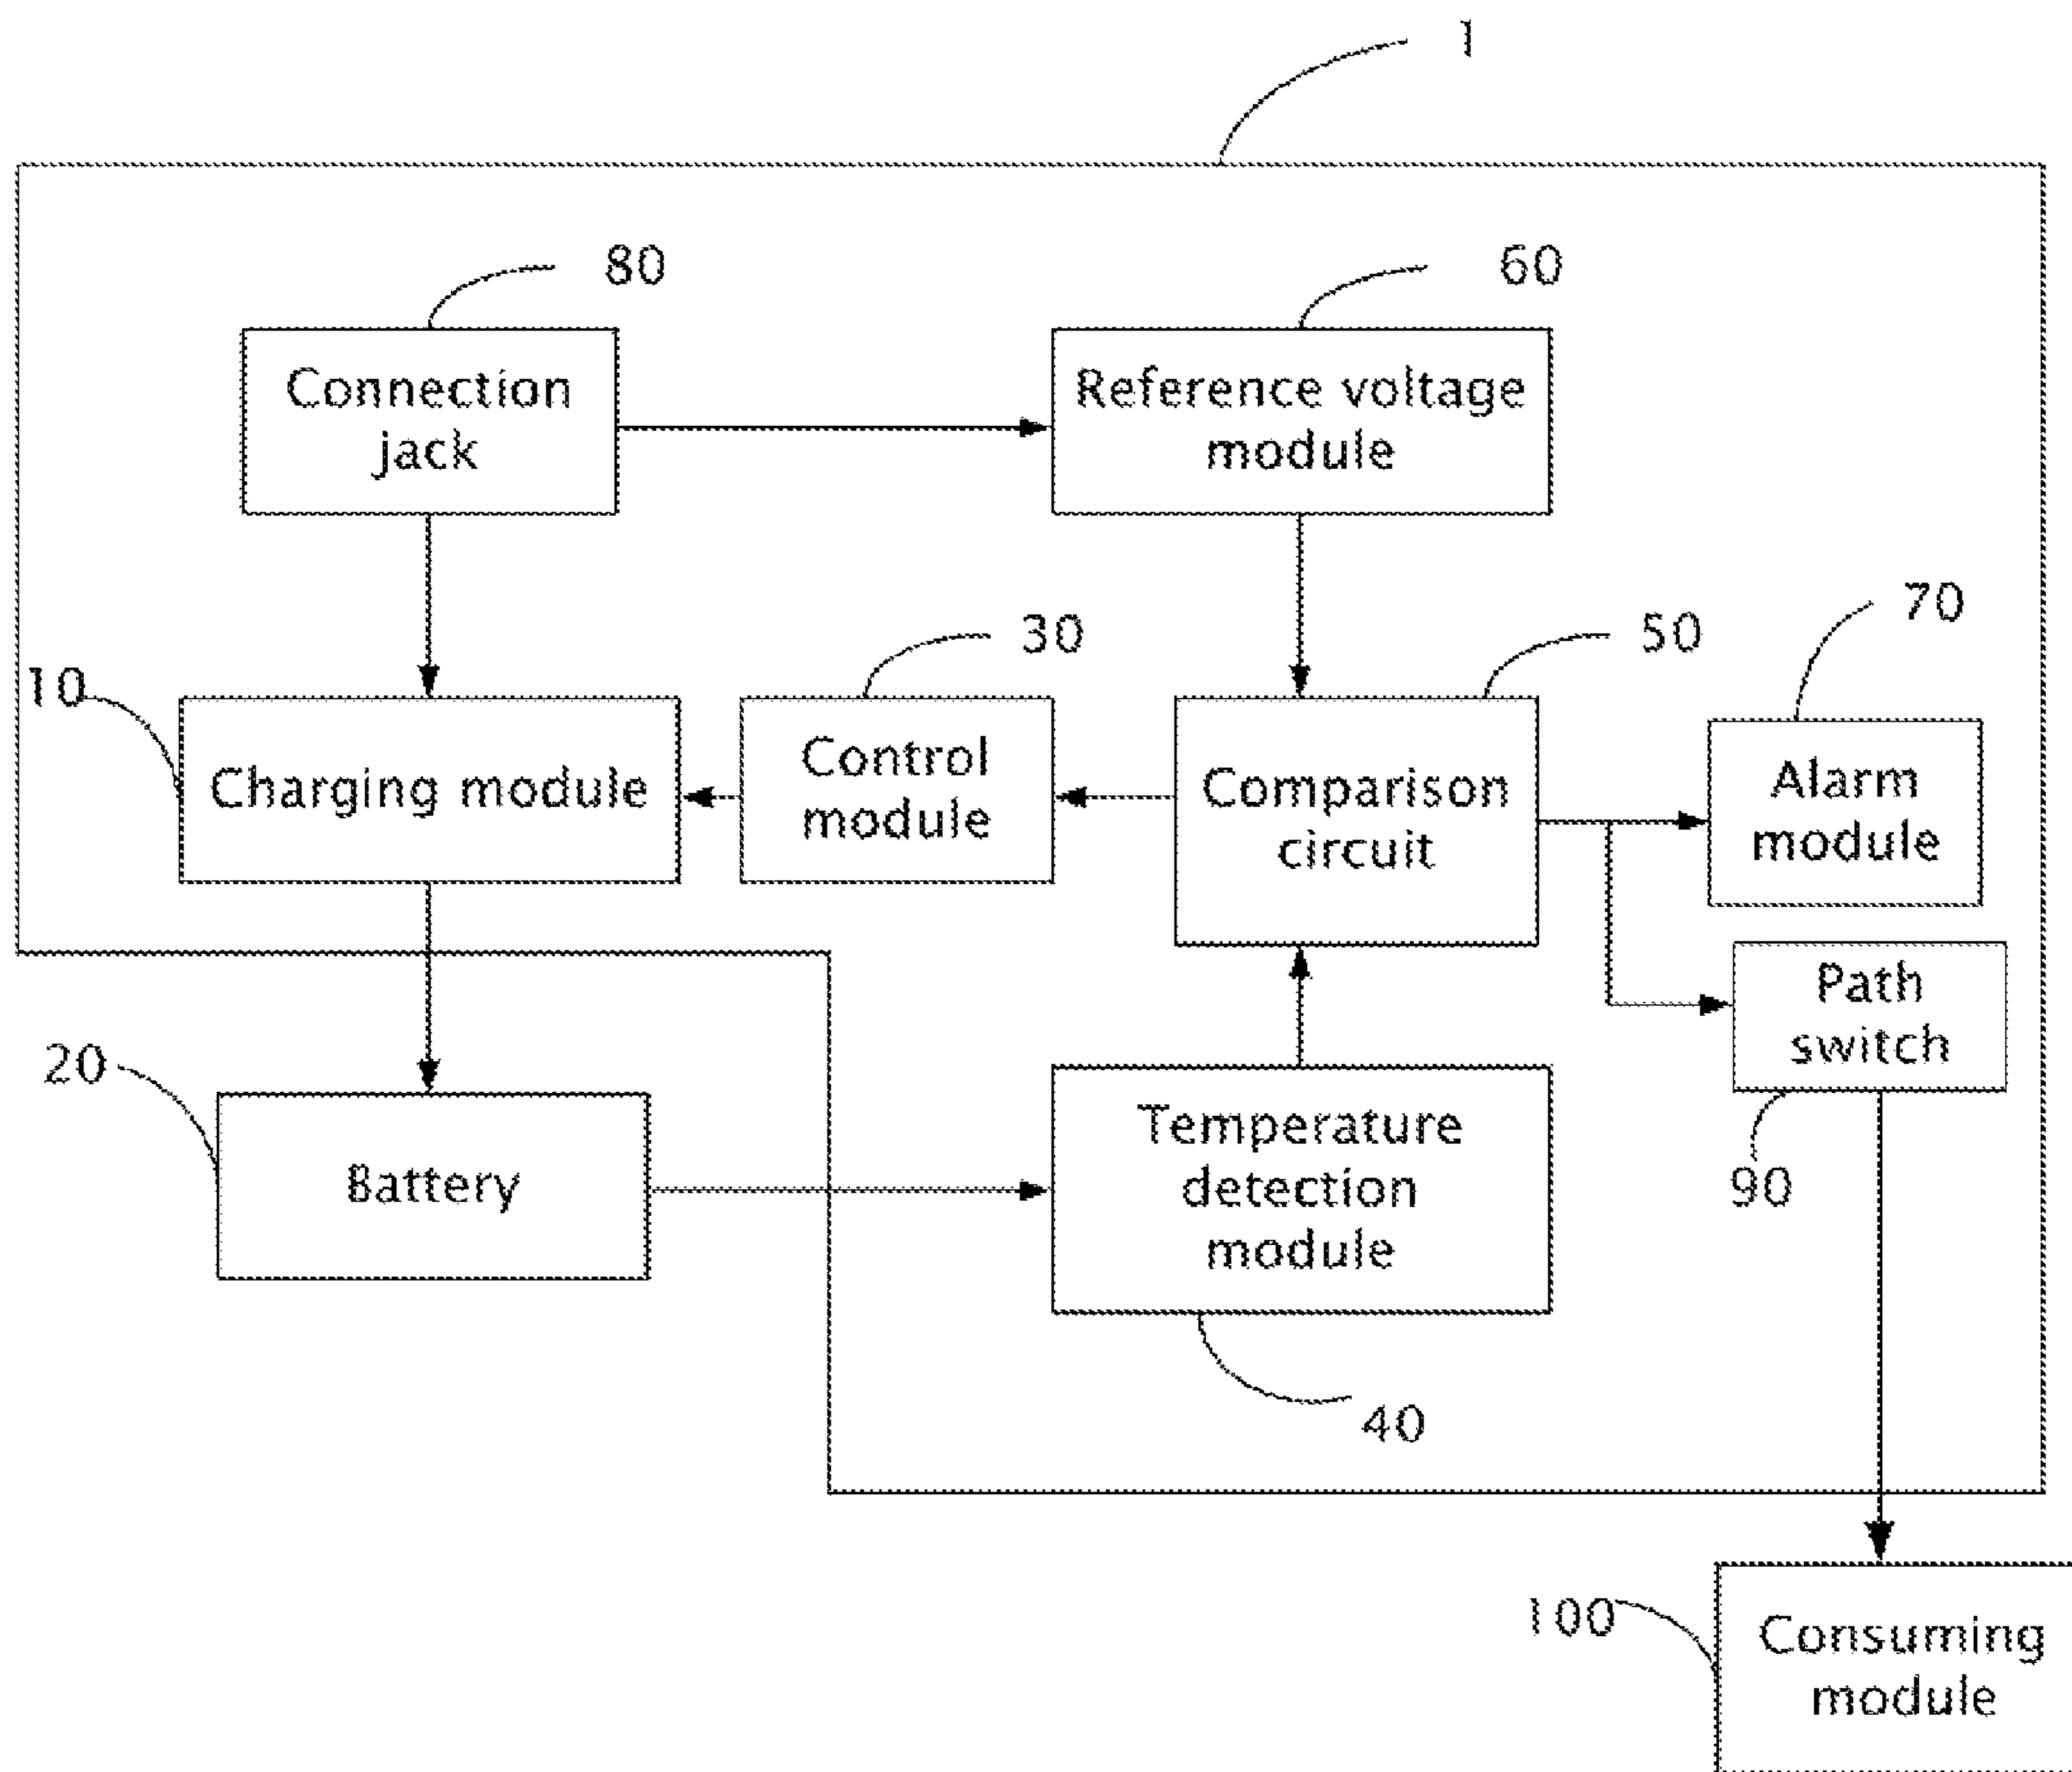 1
80
60
Connection
jack
Reference voltage
module
10
30
50
70
Charging module
Control
module
Comparison
circuit
Alarm
module
Path
switch
20
Battery
Temperature
detection
module
90
40
100
Consuming
module